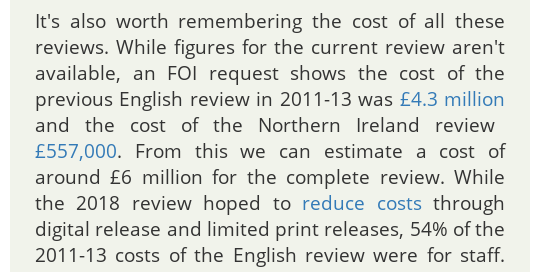 It's also worth remembering the cost of all these
reviews. While figures for the current review aren't
available, an FOI request shows the cost of the
previous English review in 2011-13 was £4.3 million
and the cost of the Northern Ireland review
£557,000. From this we can estimate a cost of
around £6 million for the complete review. While
the 2018 review hoped to reduce costs through
digital release and limited print releases, 54% of the
2011-13 costs of the English review were for staff.